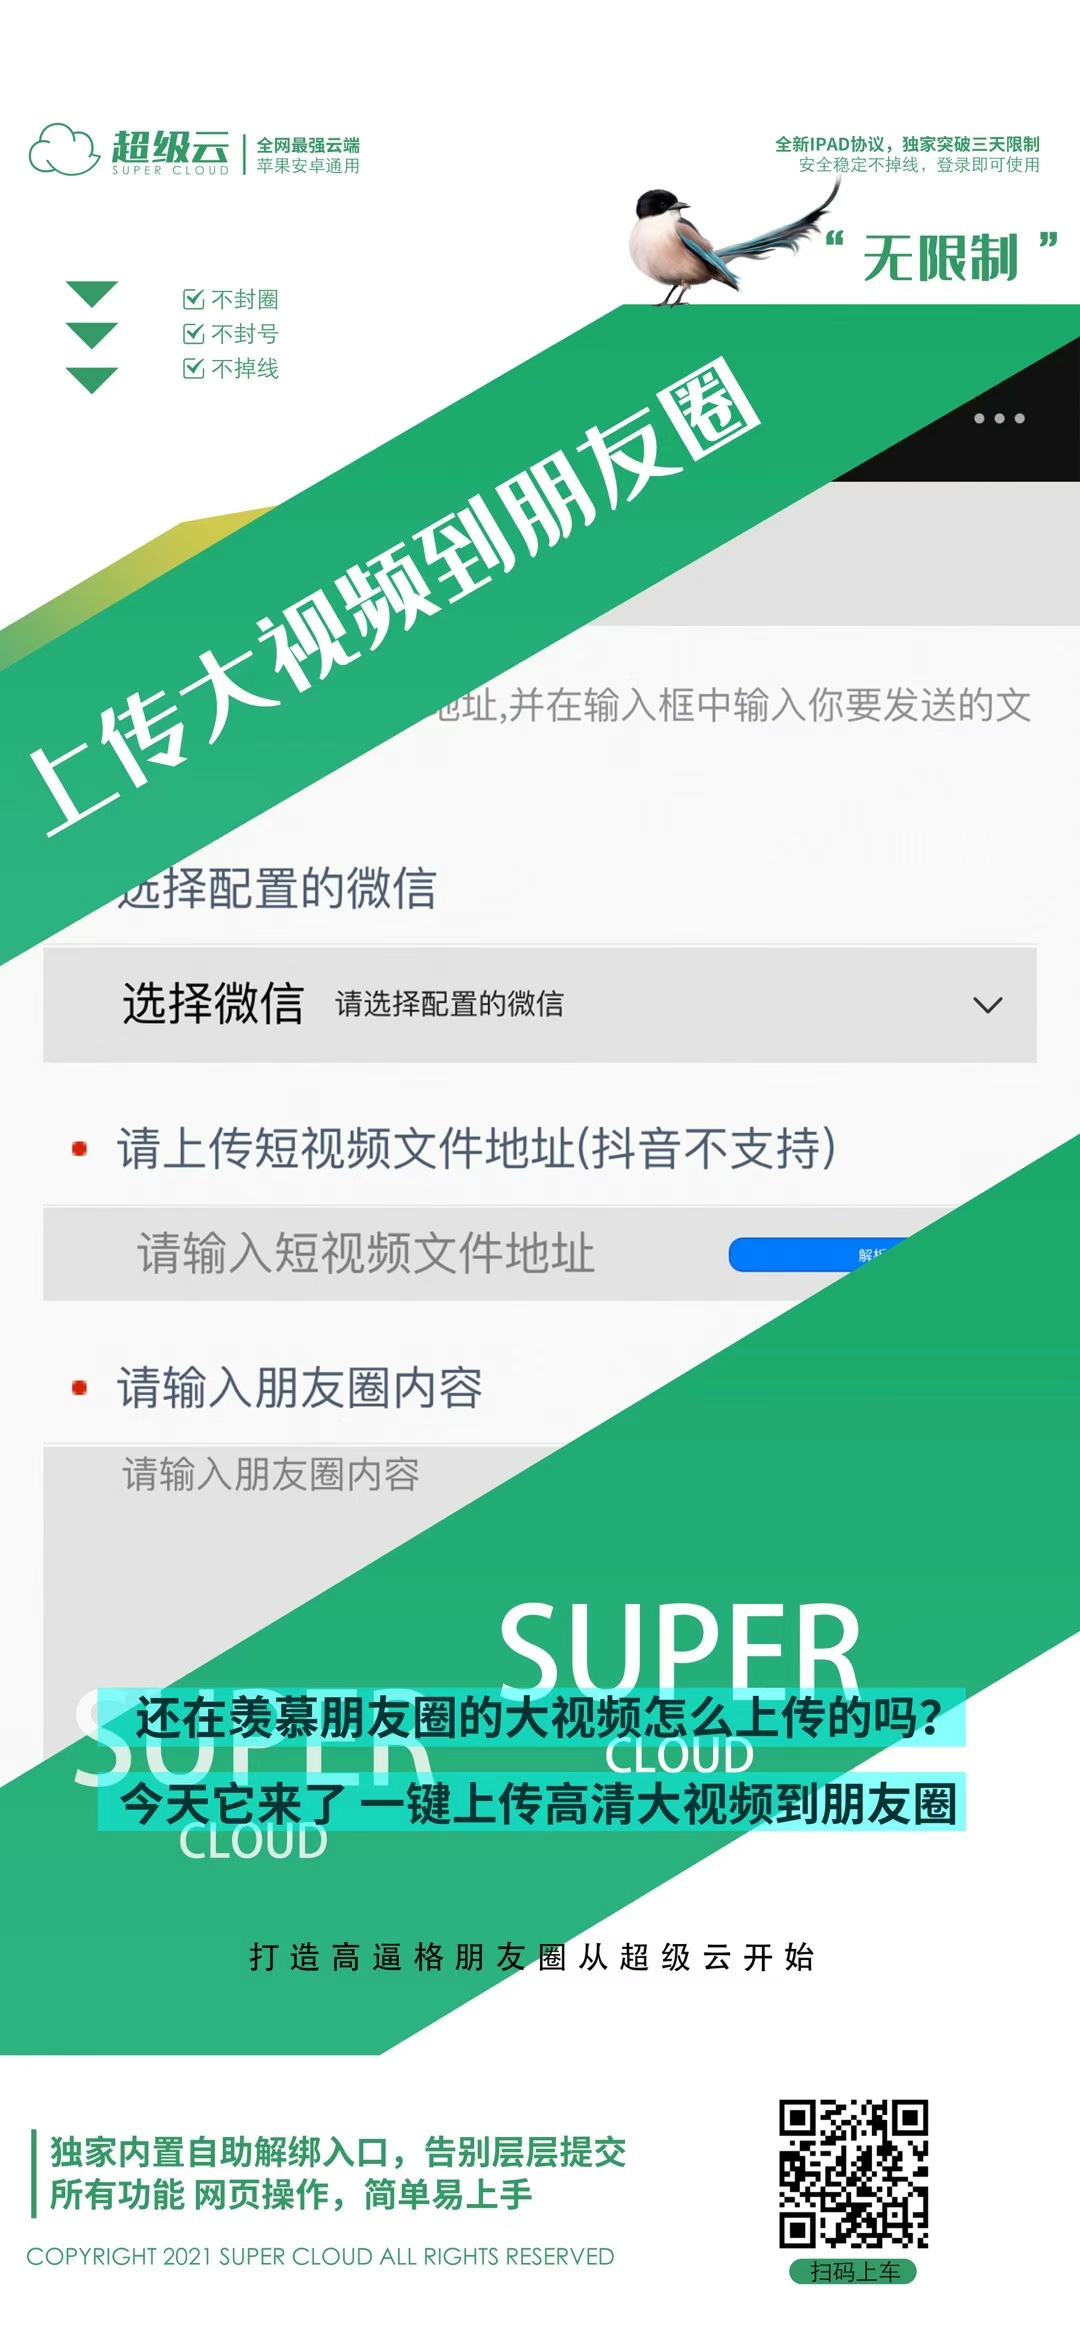 超级云
SUPER CLOUD
全网最强云端
苹果安卓通用
全新IPAD协议，独家突破三天限制
安全稳定不掉线，登录即可使用
“ 无限制 ”
不封圈
不封号
不掉线
上传大视频到朋友圈
地址,并在输入框中输入你要发送的文
选择配置的微信
选择微信 请选择配置的微信
请上传短视频文件地址(抖音不支持)
请输入短视频文件地址
请输入朋友圈内容
请输入朋友圈内容
SUPER
CLOUD
SUPER
CLOUD
还在羡慕朋友圈的大视频怎么上传的吗？
今天它来了 一键上传高清大视频到朋友圈
打造高逼格朋友圈从超级云开始
独家内置自助解绑入口，告别层层提交
所有功能 网页操作，简单易上手
COPYRIGHT 2021 SUPER CLOUD ALL RIGHTS RESERVED
扫码上车